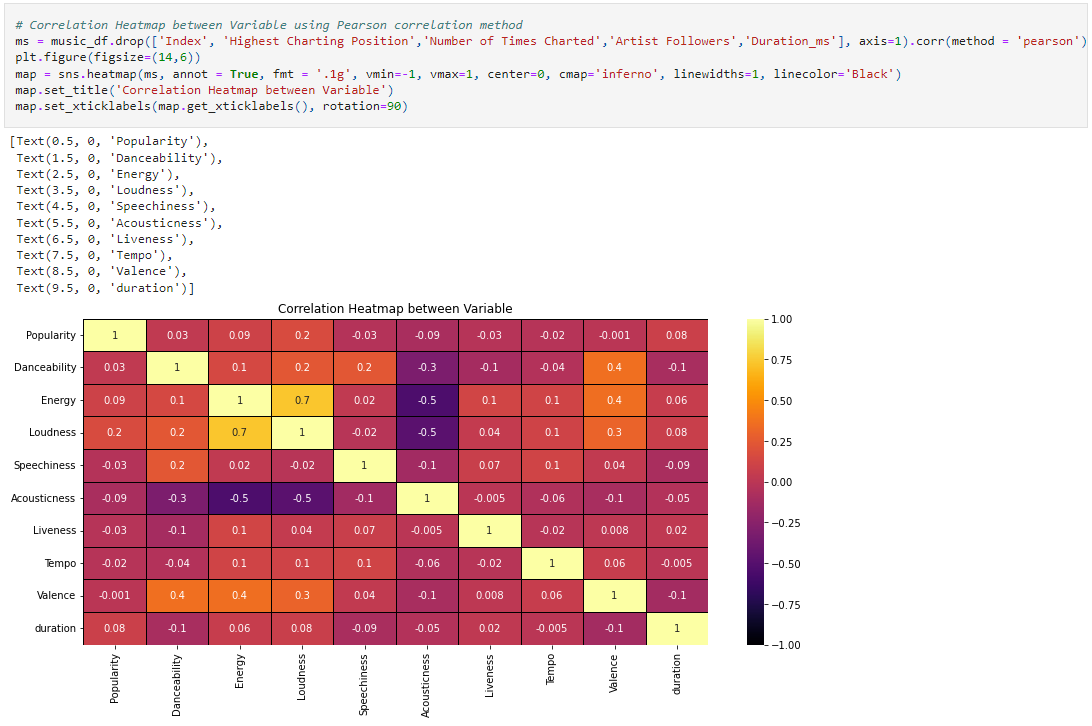 # Correlation Heatmap between Variable using Pearson correlation method
ms = music_df.drop(['Index', 'Highest Charting Position','Number of Times Charted','Artist Followers','Duration_ms'], axis=1).corr(method = 'pearson')
plt.figure(figsize=(14,6))
map = sns.heatmap(ms, annot = True, fmt = '.1g', vmin=-1, vmax=1, center=0, cmap='inferno', linewidths=1, linecolor='Black')
map.set_title('Correlation Heatmap between Variable')
map.set_xticklabels(map.get_xticklabels(), rotation=90)
[Text(0.5, 0, 'Popularity'),
Text(1.5, 0, 'Danceability'),
Text(2.5, 0, 'Energy'),
Text(3.5, 0, 'Loudness'),
Text(4.5, 0, 'Speechiness'),
Text(5.5, 0, 'Acousticness'),
Text(6.5, 0, 'Liveness'),
Text(7.5, 0, 'Tempo'),
Text(8.5, 0, 'Valence'),
Text(9.5, 0, 'duration')]
Correlation Heatmap between Variable
Popularity 1 0.03 0.09 0.2 -0.03 -0.09 -0.03 -0.02 -0.001 0.08
Danceability 0.03 1 0.1 0.2 0.2 -0.3 -0.1 -0.04 0.4 -0.1
Energy 0.09 0.1 1 0.7 0.02 -0.5 0.1 0.1 0.4 0.06
Loudness 0.2 0.2 0.7 1 -0.02 -0.5 0.04 0.1 0.3 0.08
Speechiness -0.03 0.2 0.02 -0.02 1 -0.1 0.07 0.1 0.04 -0.09
Acousticness -0.09 -0.3 -0.5 -0.5 -0.1 1 -0.005 -0.06 -0.1 -0.05
Liveness -0.03 -0.1 0.1 0.04 0.07 -0.005 1 -0.02 0.008 0.02
Tempo -0.02 -0.04 0.1 0.1 0.1 -0.06 -0.02 1 0.06 -0.005
Valence -0.001 0.4 0.4 0.3 0.04 -0.1 0.008 0.06 1 -0.1
duration 0.08 -0.1 0.06 0.08 -0.09 -0.05 0.02 -0.005 -0.1 1
Popularity
Danceability
Energy
Loudness
Speechiness
Acousticness
Liveness
Tempo
Valence
duration
1.00
0.75
0.50
0.25
0.00
−0.25
−0.50
−0.75
−1.00